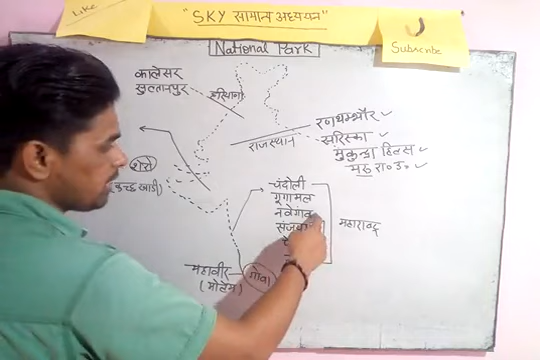 Like
"SKY सामान्य अध्ययन"
Subscribe
National Park
कालेसर
सुल्तानपुर
हरियाणा
रणथम्भौर ✓
राजस्थान
सरिस्का ✓
मुकुन्द्रा हिल्स ✓
मरू रा०उ० ✓
(कच्छ खाड़ी)
चंदोली
गूगामल
नवेगांव
महाराष्ट्र
महावीर
(मोलेम)
गोवा